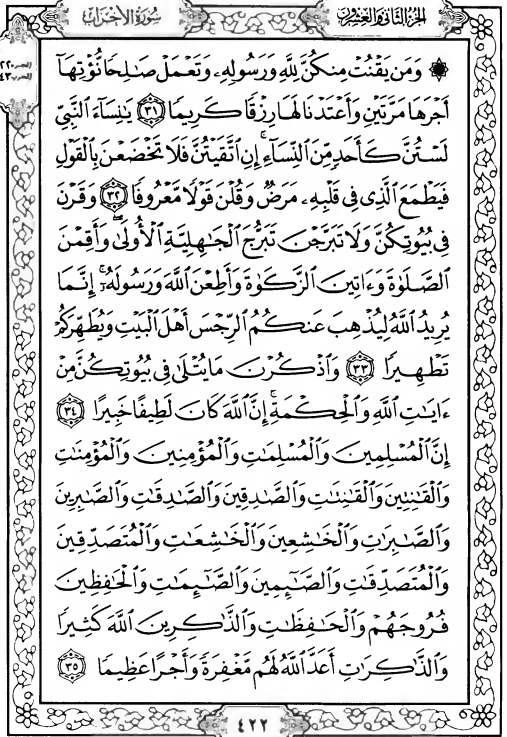 الجزء الثاني والعشرون
سورة الأحزاب
۞ وَمَن يَقْنُتْ مِنكُنَّ لِلَّهِ وَرَسُولِهِۦ وَتَعْمَلْ صَٰلِحًا نُّؤْتِهَآ
أَجْرَهَا مَرَّتَيْنِ وَأَعْتَدْنَا لَهَا رِزْقًا كَرِيمًا ٣١ يَٰنِسَآءَ ٱلنَّبِيِّ
لَسْتُنَّ كَأَحَدٍ مِّنَ ٱلنِّسَآءِ ۚ إِنِ ٱتَّقَيْتُنَّ فَلَا تَخْضَعْنَ بِٱلْقَوْلِ
فَيَطْمَعَ ٱلَّذِى فِى قَلْبِهِۦ مَرَضٌ وَقُلْنَ قَوْلًا مَّعْرُوفًا ٣٢ وَقَرْنَ
فِى بُيُوتِكُنَّ وَلَا تَبَرَّجْنَ تَبَرُّجَ ٱلْجَٰهِلِيَّةِ ٱلْأُولَىٰ ۖ وَأَقِمْنَ
ٱلصَّلَوٰةَ وَءَاتِينَ ٱلزَّكَوٰةَ وَأَطِعْنَ ٱللَّهَ وَرَسُولَهُۥٓ ۚ إِنَّمَا
يُرِيدُ ٱللَّهُ لِيُذْهِبَ عَنكُمُ ٱلرِّجْسَ أَهْلَ ٱلْبَيْتِ وَيُطَهِّرَكُمْ
تَطْهِيرًا ٣٣ وَٱذْكُرْنَ مَا يُتْلَىٰ فِى بُيُوتِكُنَّ مِنْ
ءَايَٰتِ ٱللَّهِ وَٱلْحِكْمَةِ ۚ إِنَّ ٱللَّهَ كَانَ لَطِيفًا خَبِيرًا ٣٤
إِنَّ ٱلْمُسْلِمِينَ وَٱلْمُسْلِمَٰتِ وَٱلْمُؤْمِنِينَ وَٱلْمُؤْمِنَٰتِ
وَٱلْقَٰنِتِينَ وَٱلْقَٰنِتَٰتِ وَٱلصَّٰدِقِينَ وَٱلصَّٰدِقَٰتِ وَٱلصَّٰبِرِينَ
وَٱلصَّٰبِرَٰتِ وَٱلْخَٰشِعِينَ وَٱلْخَٰشِعَٰتِ وَٱلْمُتَصَدِّقِينَ
وَٱلْمُتَصَدِّقَٰتِ وَٱلصَّٰٓئِمِينَ وَٱلصَّٰٓئِمَٰتِ وَٱلْحَٰفِظِينَ
فُرُوجَهُمْ وَٱلْحَٰفِظَٰتِ وَٱلذَّٰكِرِينَ ٱللَّهَ كَثِيرًا
وَٱلذَّٰكِرَٰتِ أَعَدَّ ٱللَّهُ لَهُم مَّغْفِرَةً وَأَجْرًا عَظِيمًا ٣٥
٤٢٢